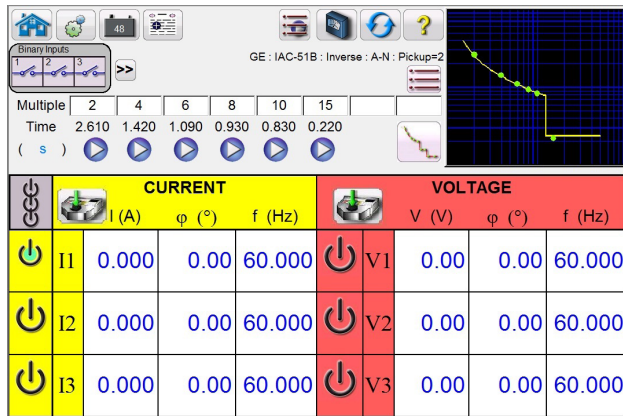 48
?
Binary Inputs
GE : IAC-51B : Inverse : A-N : Pickup=2
1 2 3
>>
Multiple 2 4 6 8 10 15
Time 2.610 1.420 1.090 0.930 0.830 0.220
( s )
CURRENT VOLTAGE
I (A) φ (°) f (Hz) V (V) φ (°) f (Hz)
I1 0.000 0.00 60.000 V1 0.00 0.00 60.000
I2 0.000 0.00 60.000 V2 0.00 0.00 60.000
I3 0.000 0.00 60.000 V3 0.00 0.00 60.000